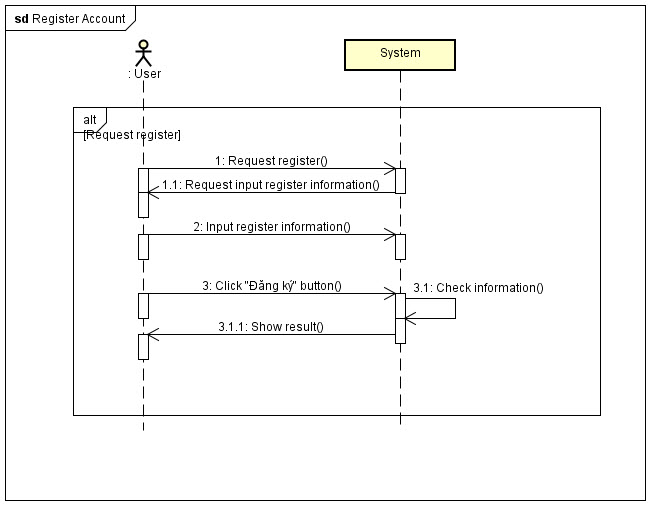 sd Register Account
: User
System
alt
[Request register]
1: Request register()
1.1: Request input register information()
2: Input register information()
3: Click "Đăng ký" button()
3.1: Check information()
3.1.1: Show result()